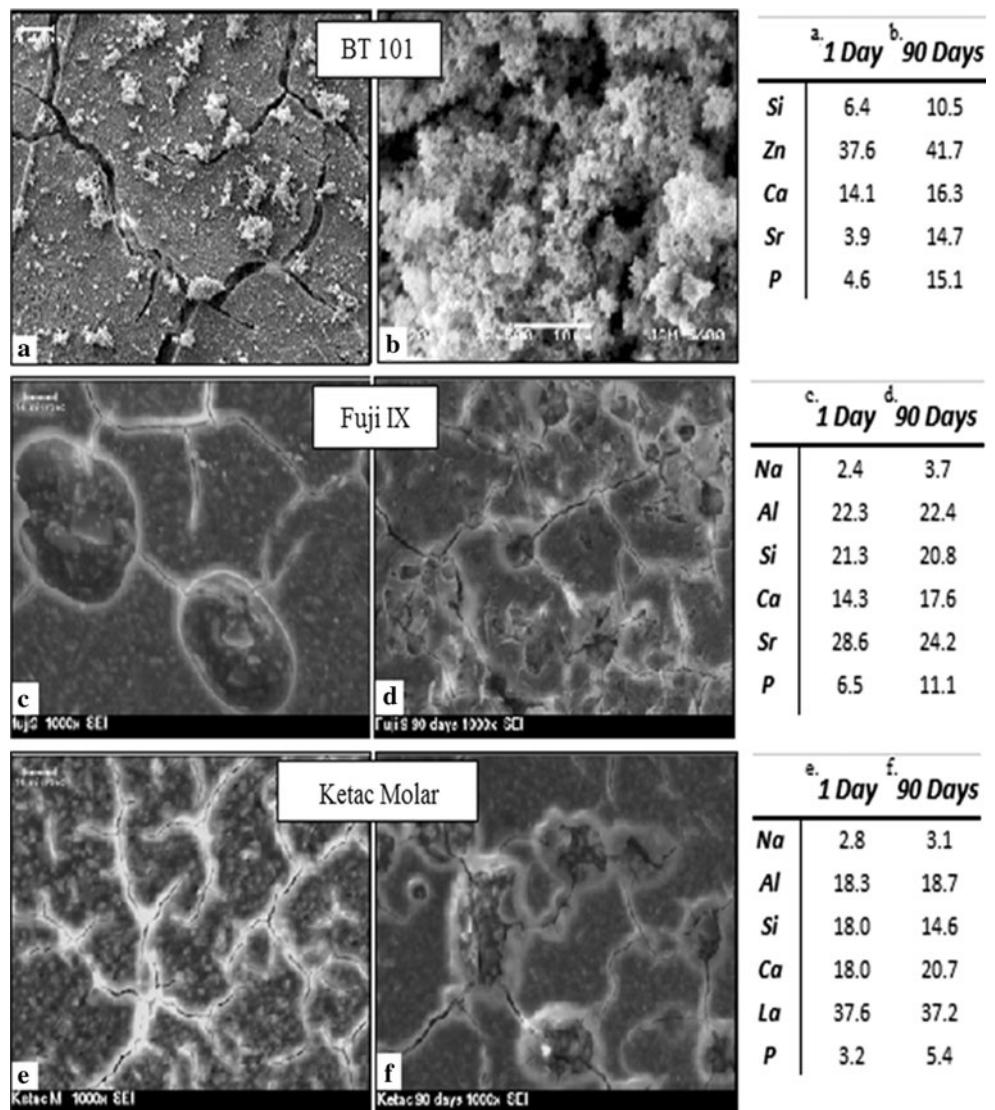 BT 101
a
b
a. b.
1 Day 90 Days
Si 6.4 10.5
Zn 37.6 41.7
Ca 14.1 16.3
Sr 3.9 14.7
P 4.6 15.1
Fuji IX
c
fuji9 1000x SEI
d
Fuji 9 90 days 1000x SEI
c. d.
1 Day 90 Days
Na 2.4 3.7
Al 22.3 22.4
Si 21.3 20.8
Ca 14.3 17.6
Sr 28.6 24.2
P 6.5 11.1
Ketac Molar
e
Ketac M 1000x SEI
f
Ketac 90 days 1000x SEI
e. f.
1 Day 90 Days
Na 2.8 3.1
Al 18.3 18.7
Si 18.0 14.6
Ca 18.0 20.7
La 37.6 37.2
P 3.2 5.4